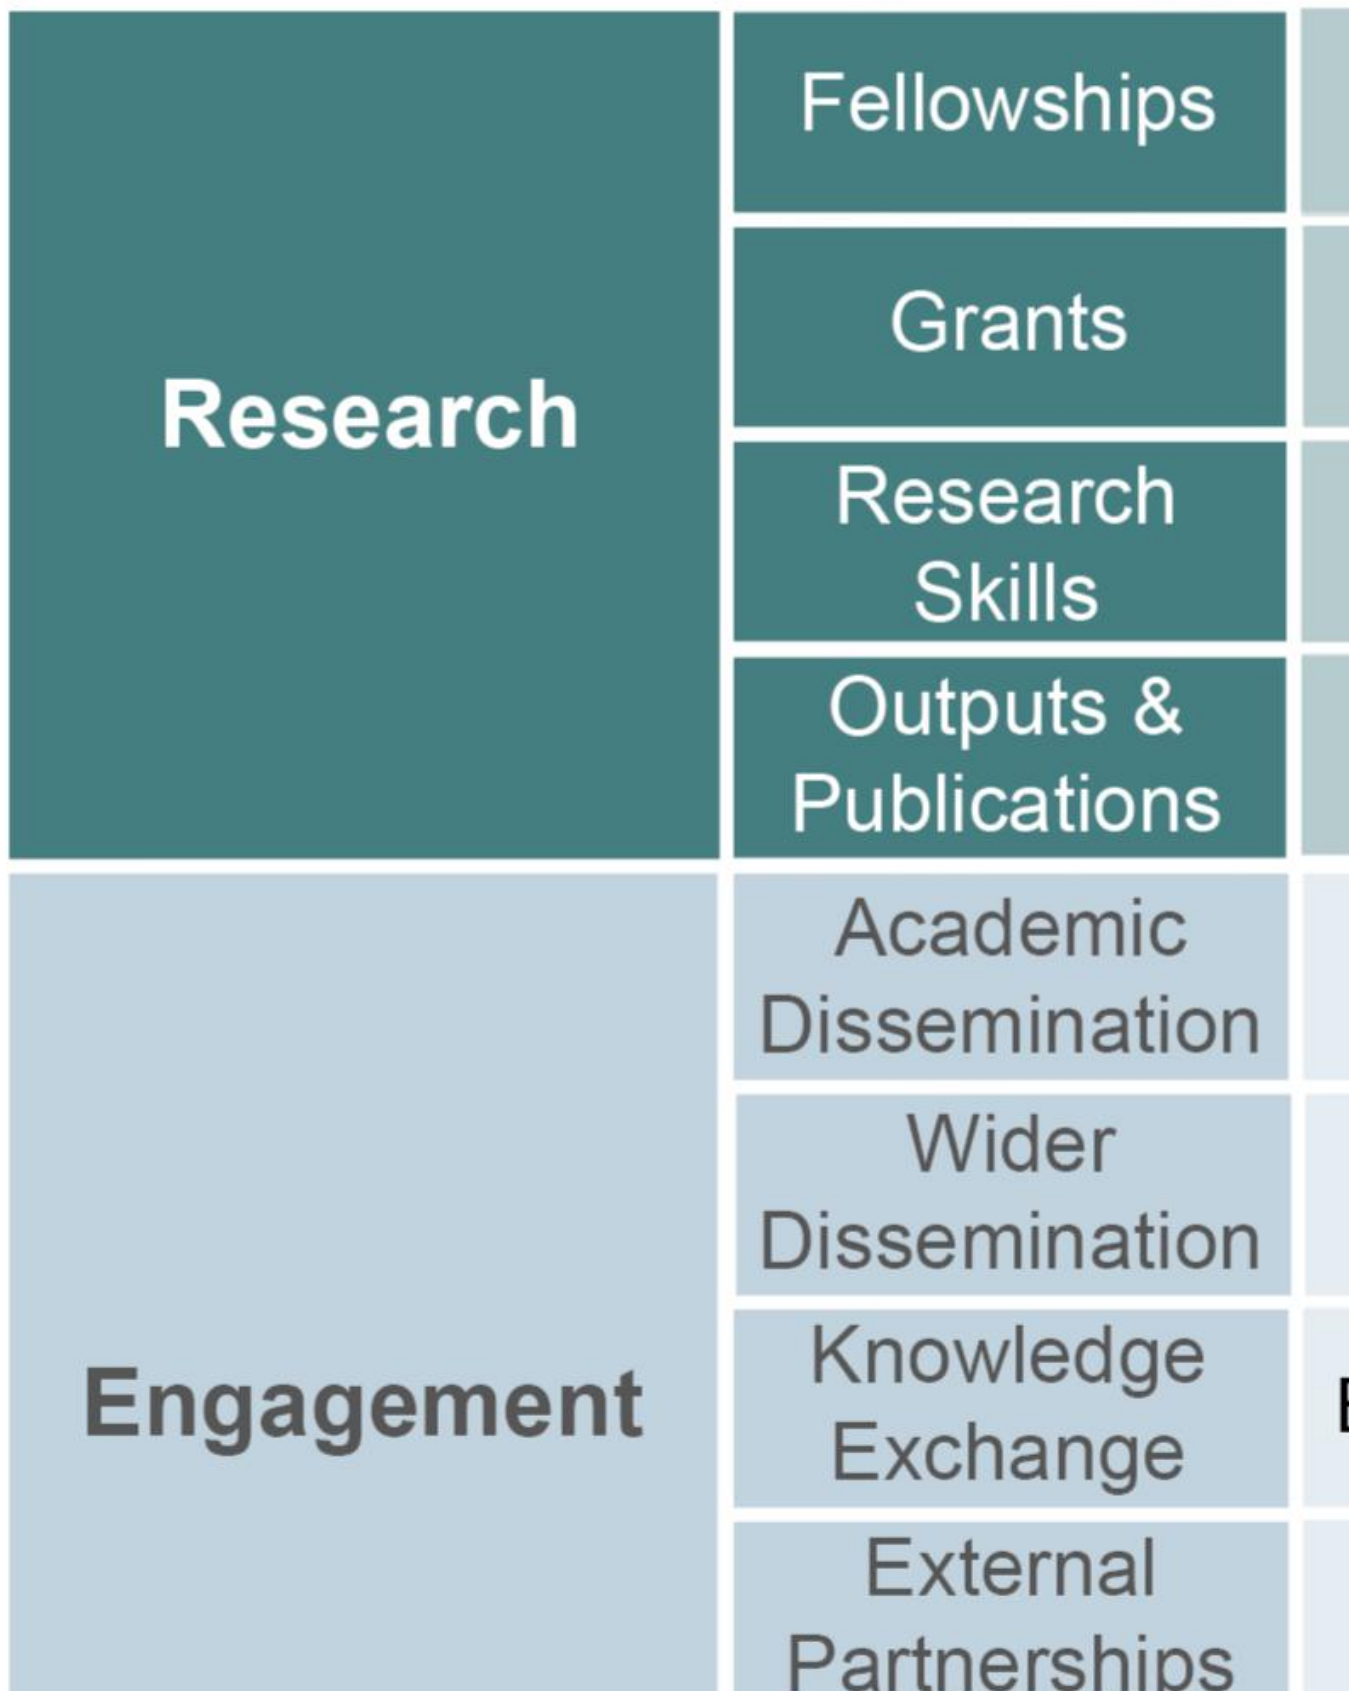 Research
Fellowships
Grants
Research
Skills
Outputs &
Publications
Engagement
Academic
Dissemination
Wider
Dissemination
Knowledge
Exchange
External
Partnerships